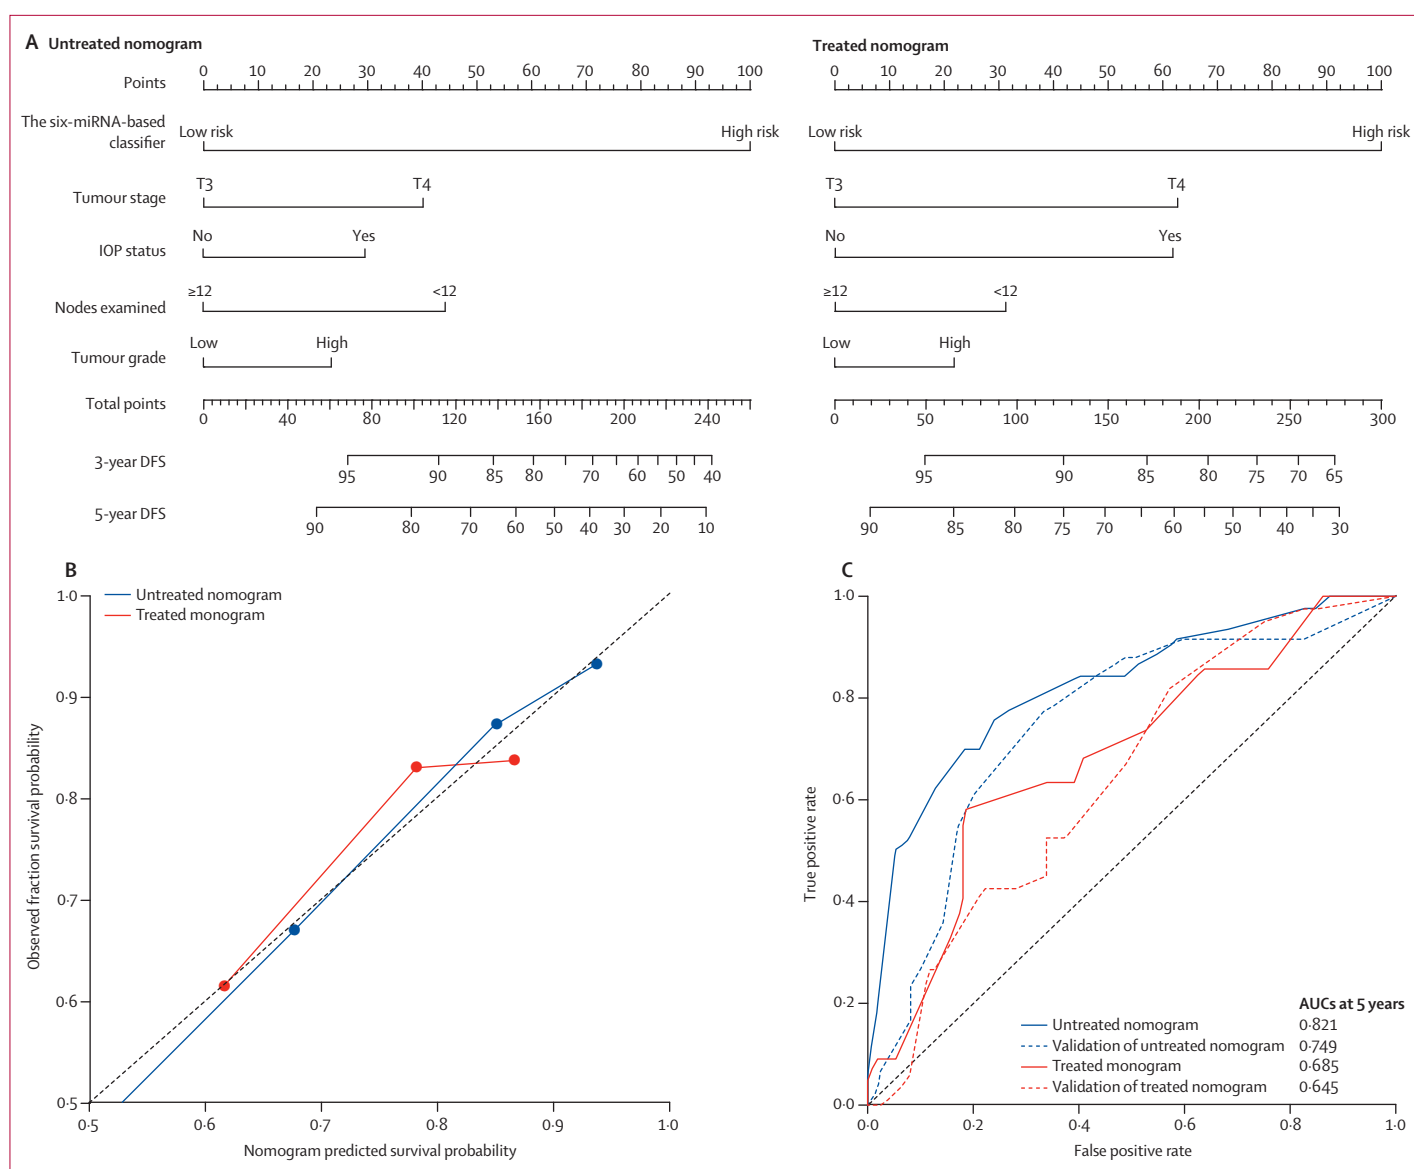 A Untreated nomogram
Points 0 10 20 30 40 50 60 70 80 90 100
The six-miRNA-based classifier
Low risk High risk
Tumour stage T3 T4
IOP status No Yes
Nodes examined ≥12 <12
Tumour grade Low High
Total points 0 40 80 120 160 200 240
3-year DFS 95 90 85 80 70 60 50 40
5-year DFS 90 80 70 60 50 40 30 20 10
Treated nomogram
0 10 20 30 40 50 60 70 80 90 100
Low risk High risk
T3 T4
No Yes
≥12 <12
Low High
0 50 100 150 200 250 300
95 90 85 80 75 70 65
90 85 80 75 70 60 50 40 30
B
Untreated nomogram
Treated monogram
1·0
0·9
0·8
0·7
0·6
0·5
Observed fraction survival probability
0·5 0·6 0·7 0·8 0·9 1·0
Nomogram predicted survival probability
C
1·0
0·8
0·6
0·4
0·2
0·0
True positive rate
AUCs at 5 years
Untreated nomogram 0·821
Validation of untreated nomogram 0·749
Treated monogram 0·685
Validation of treated nomogram 0·645
0·0 0·2 0·4 0·6 0·8 1·0
False positive rate